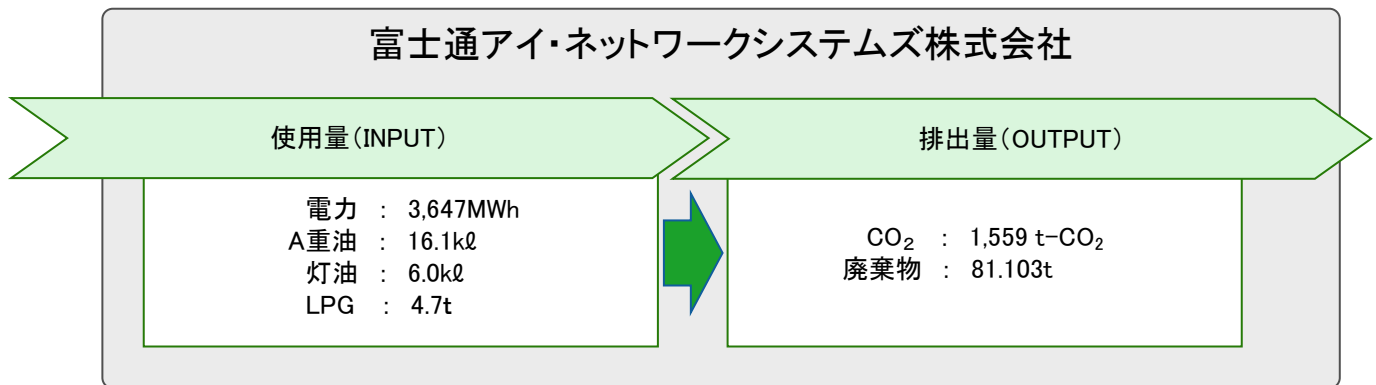 富士通アイ・ネットワークシステムズ株式会社
使用量(INPUT)
排出量(OUTPUT)
電力 : 3,647MWh
A重油 : 16.1kℓ
灯油 : 6.0kℓ
LPG : 4.7t
CO₂ : 1,559 t-CO₂
廃棄物 : 81.103t